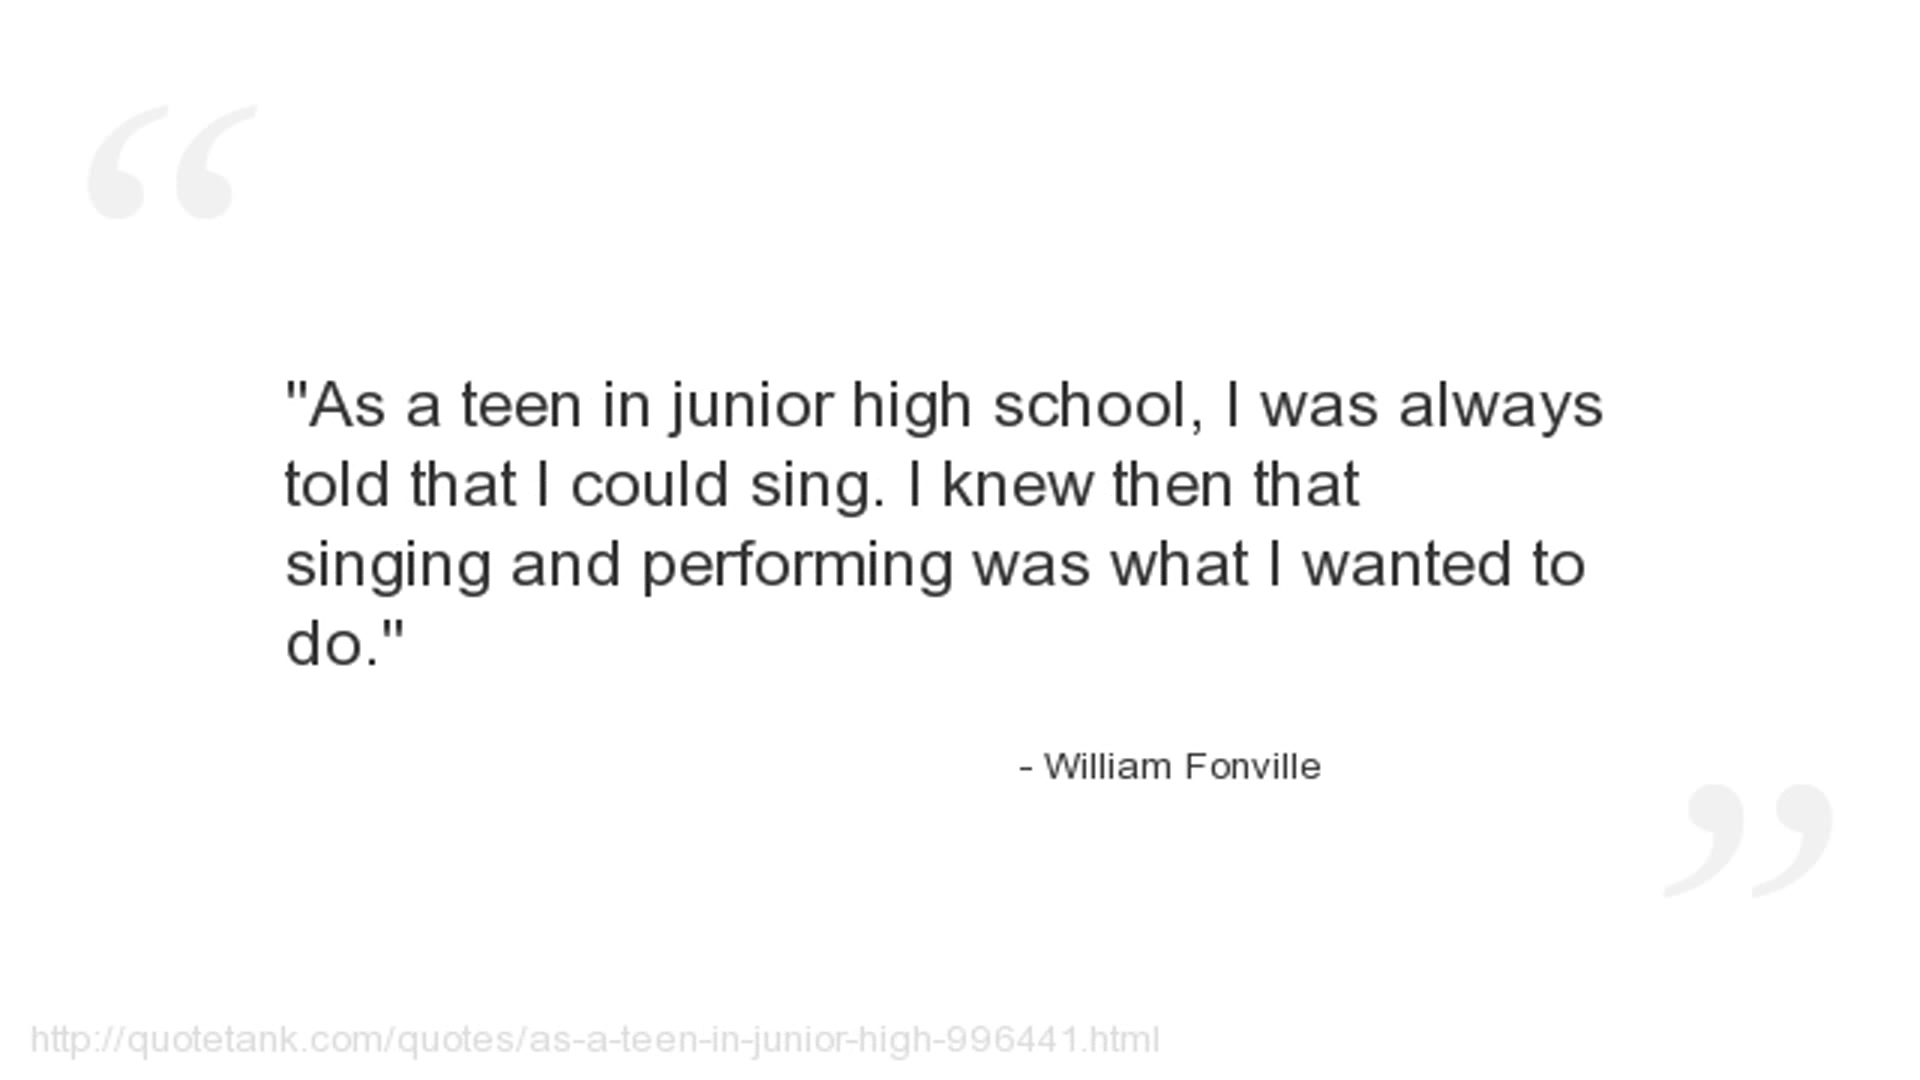 "As a teen in junior high school, I was always
told that I could sing. I knew then that
singing and performing was what I wanted to
do."
- William Fonville
http://quotetank.com/quotes/as-a-teen-in-junior-high-996441.html